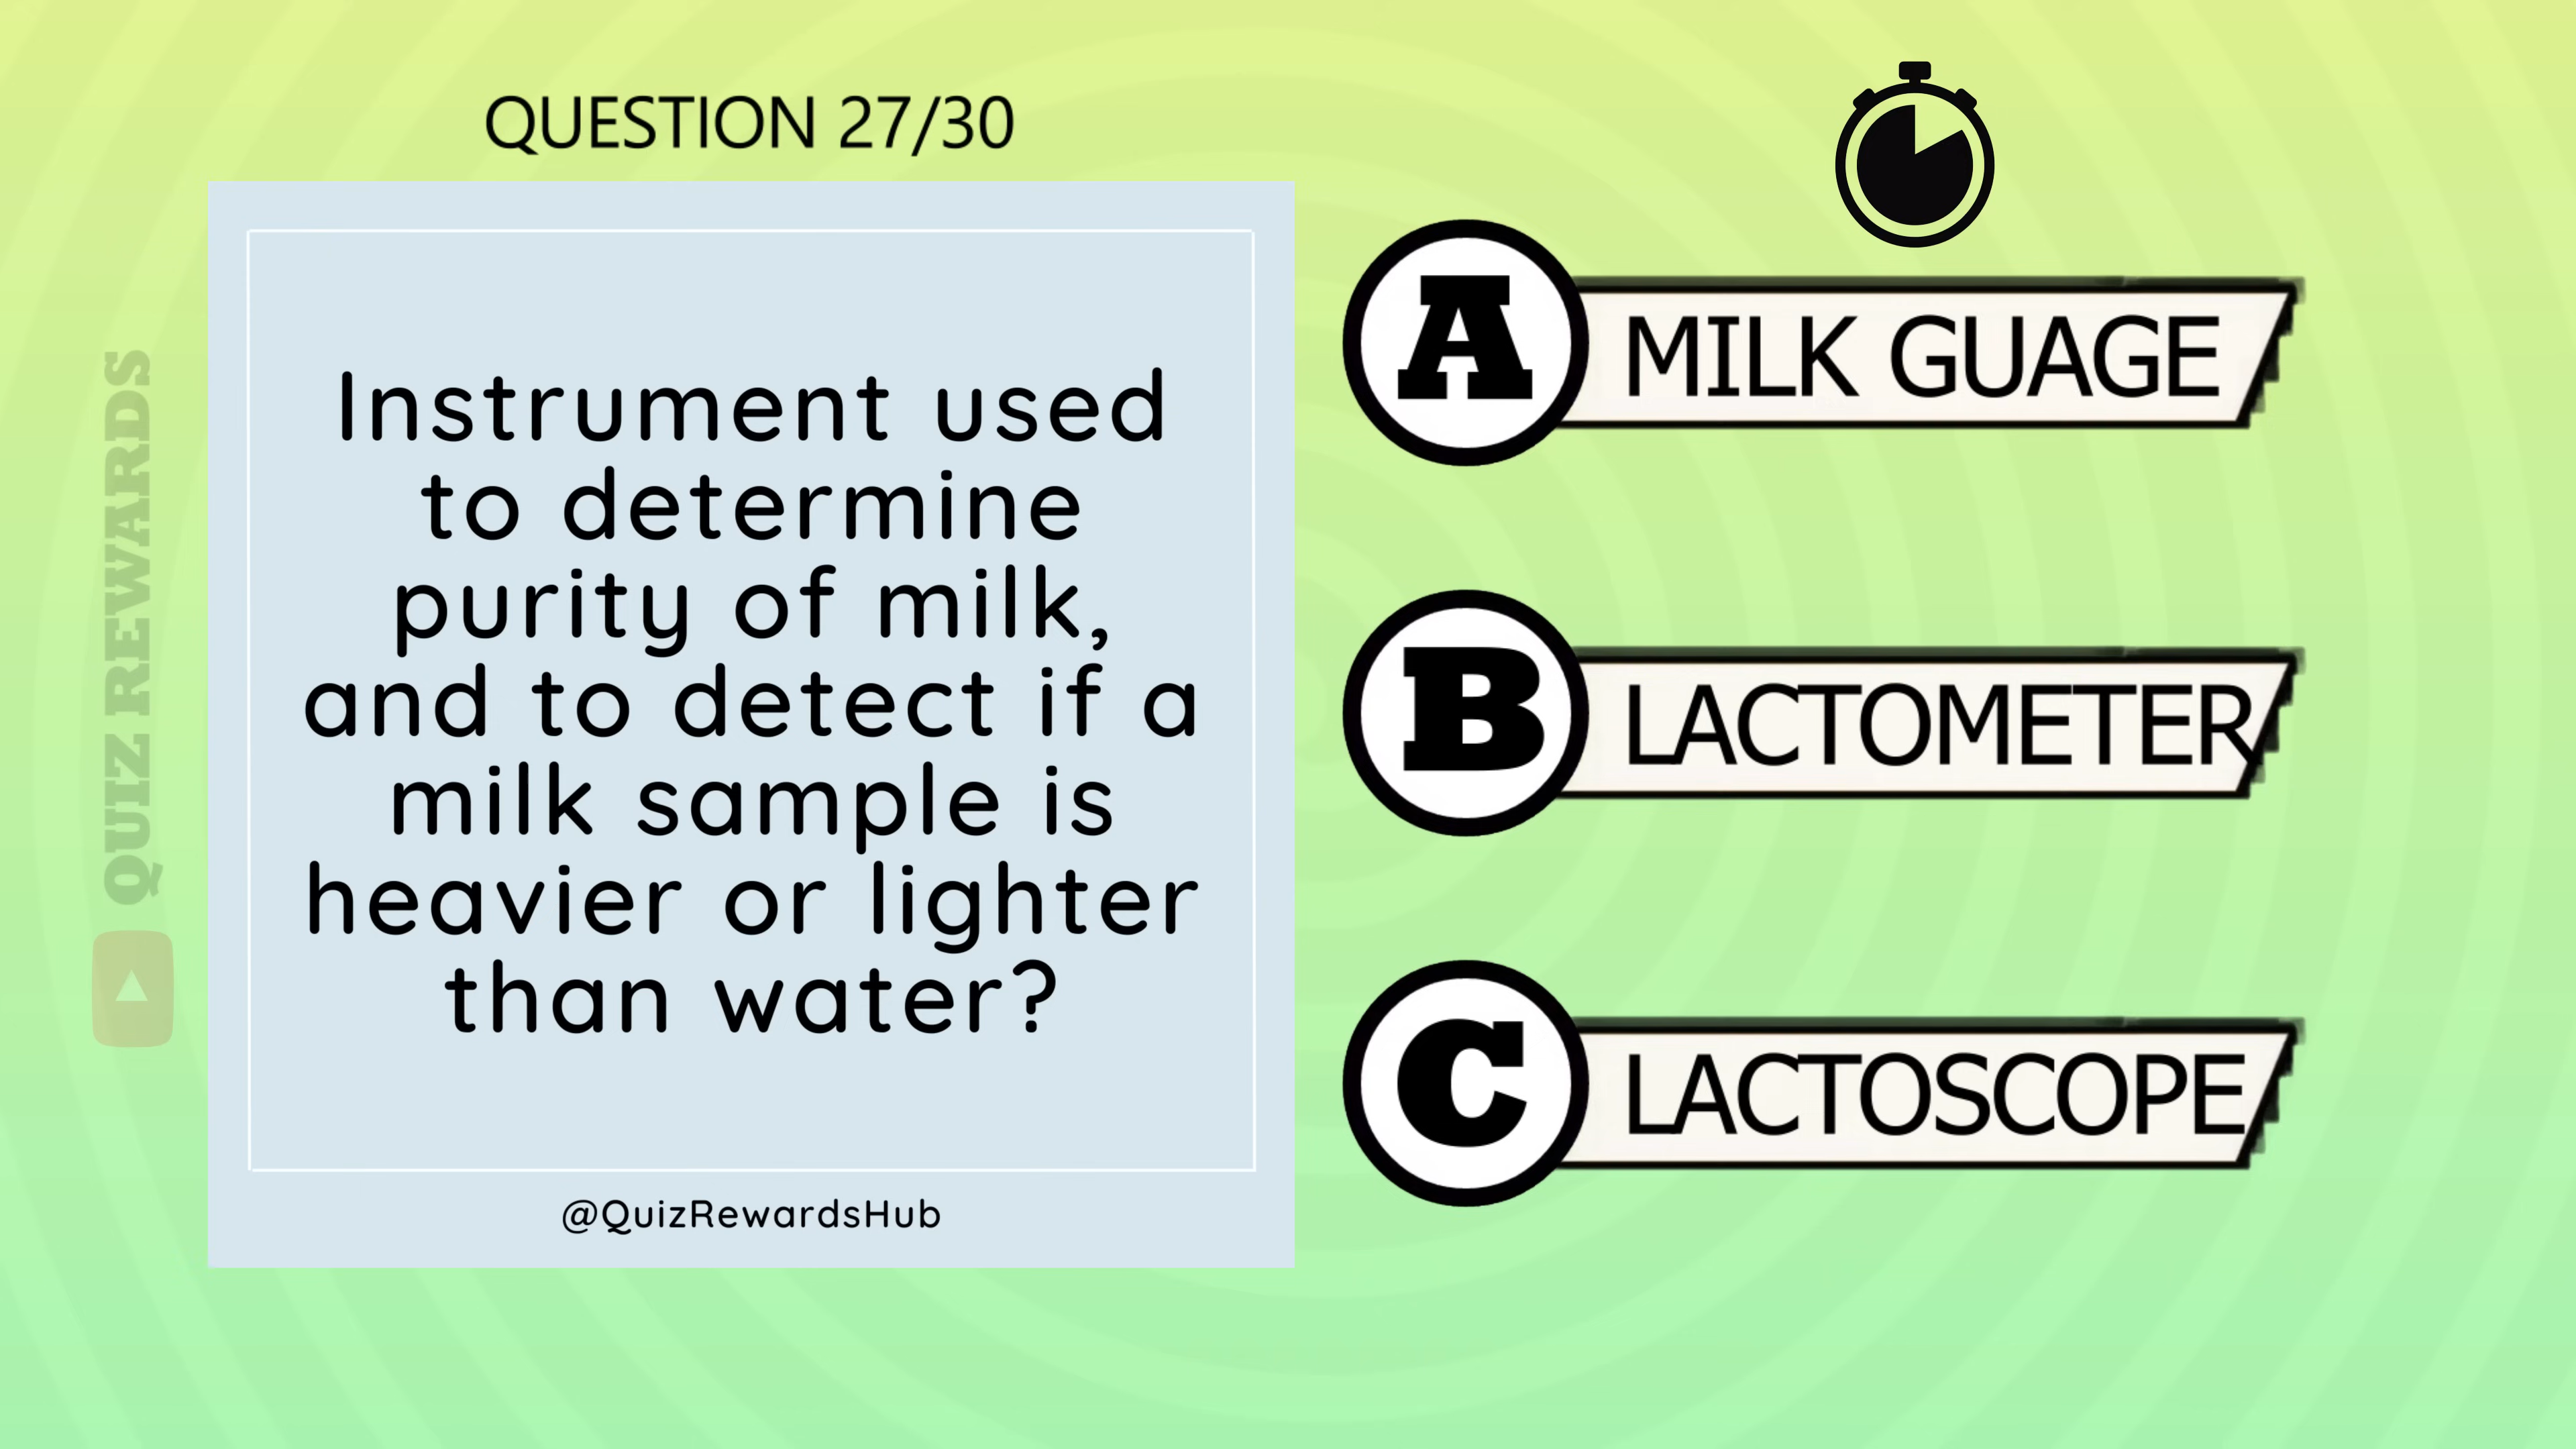 QUESTION 27/30
Instrument used
to determine
purity of milk,
and to detect if a
milk sample is
heavier or lighter
than water?
@QuizRewardsHub
A
MILK GUAGE
B
LACTOMETER
C
LACTOSCOPE
QUIZ REWARDS